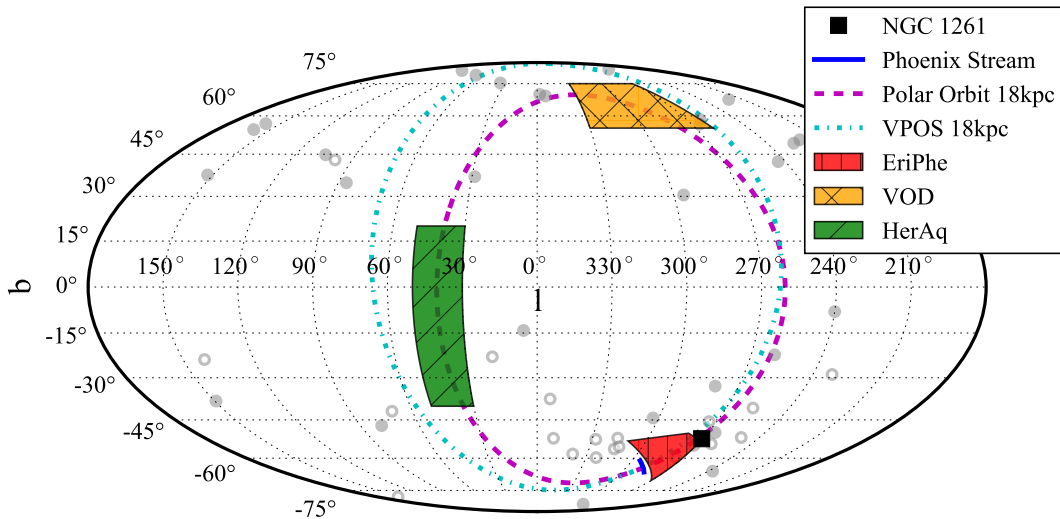 NGC 1261
Phoenix Stream
Polar Orbit 18kpc
VPOS 18kpc
EriPhe
VOD
HerAq
75°
60°
45°
30°
15°
150° 120° 90° 60° 30° 0° 330° 300° 270° 240° 210°
0°
b
l
-15°
-30°
-45°
-60°
-75°